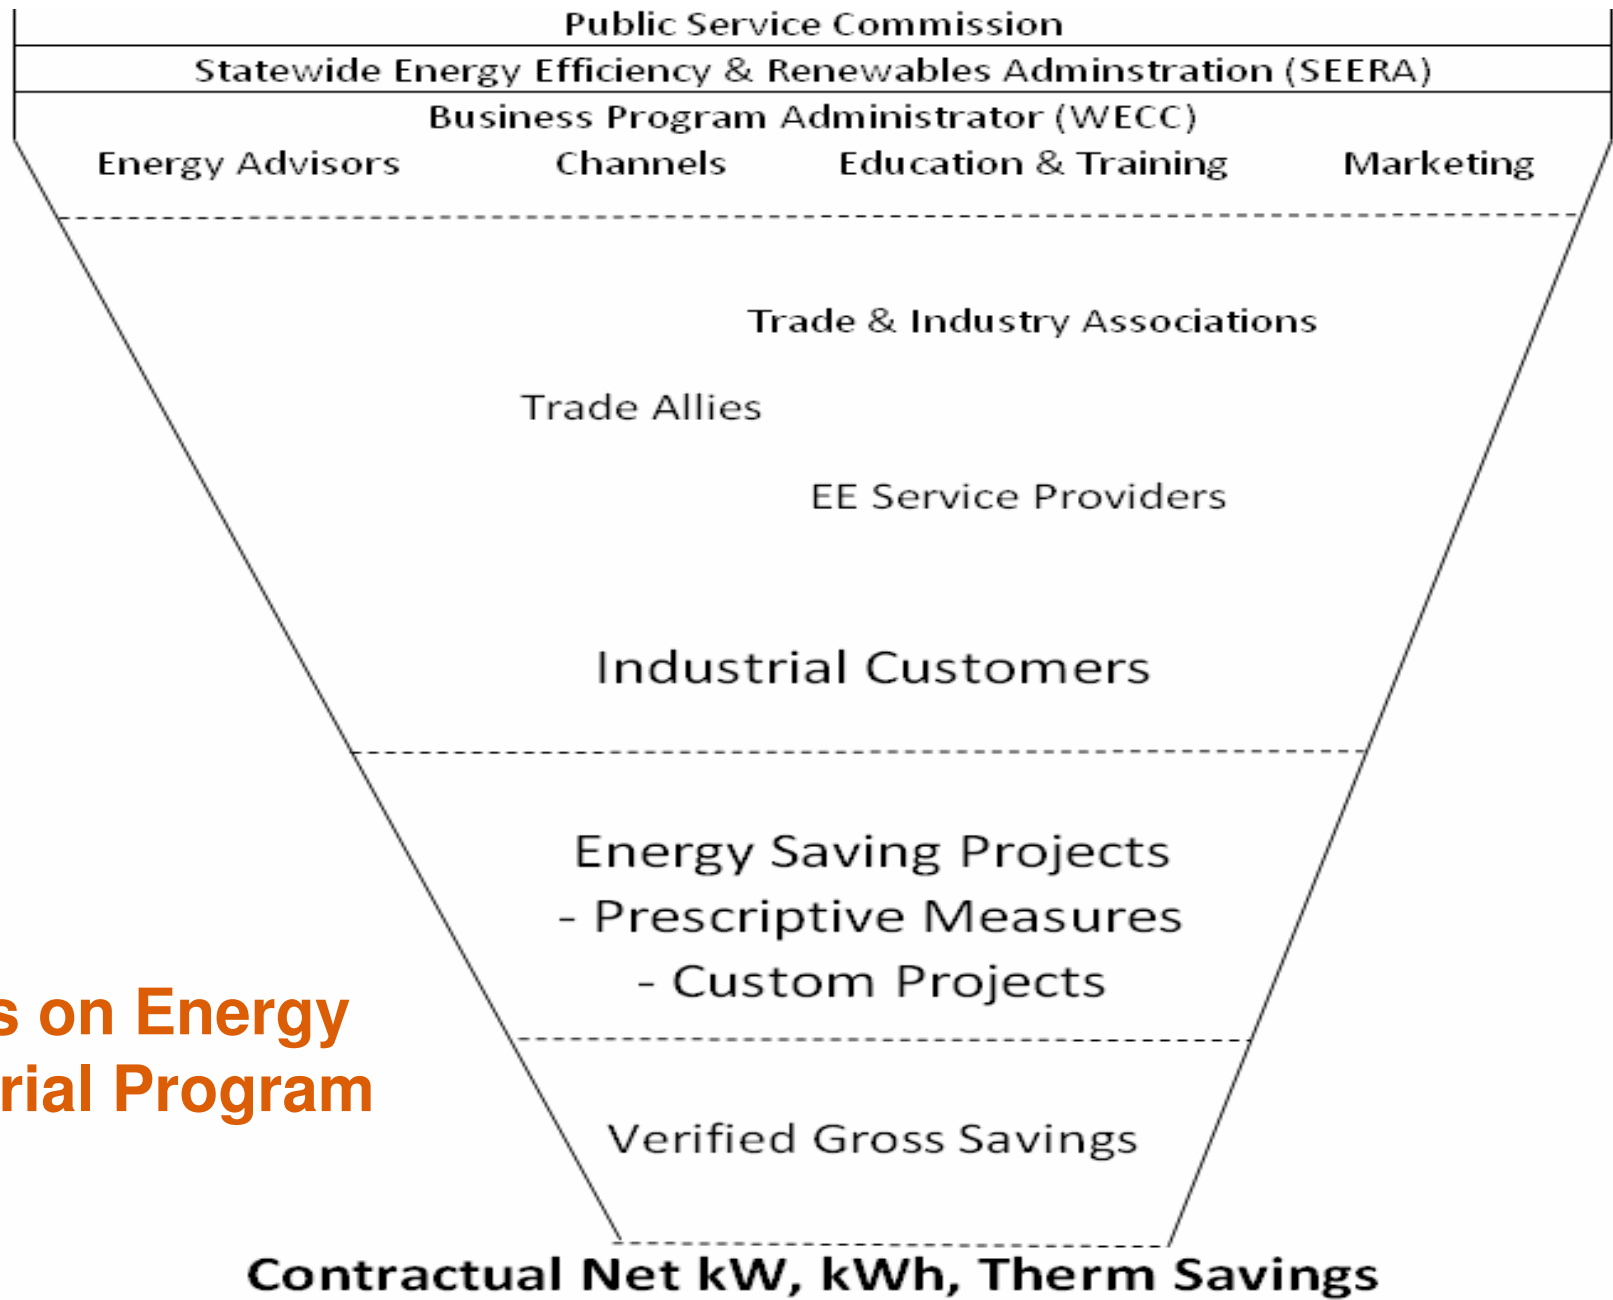 Public Service Commission
Statewide Energy Efficiency & Renewables Adminstration (SEERA)
Business Program Administrator (WECC)
Energy Advisors Channels Education & Training Marketing
Trade & Industry Associations
Trade Allies
EE Service Providers
Industrial Customers
Energy Saving Projects
- Prescriptive Measures
- Custom Projects
s on Energy
rial Program
Verified Gross Savings
Contractual Net kW, kWh, Therm Savings